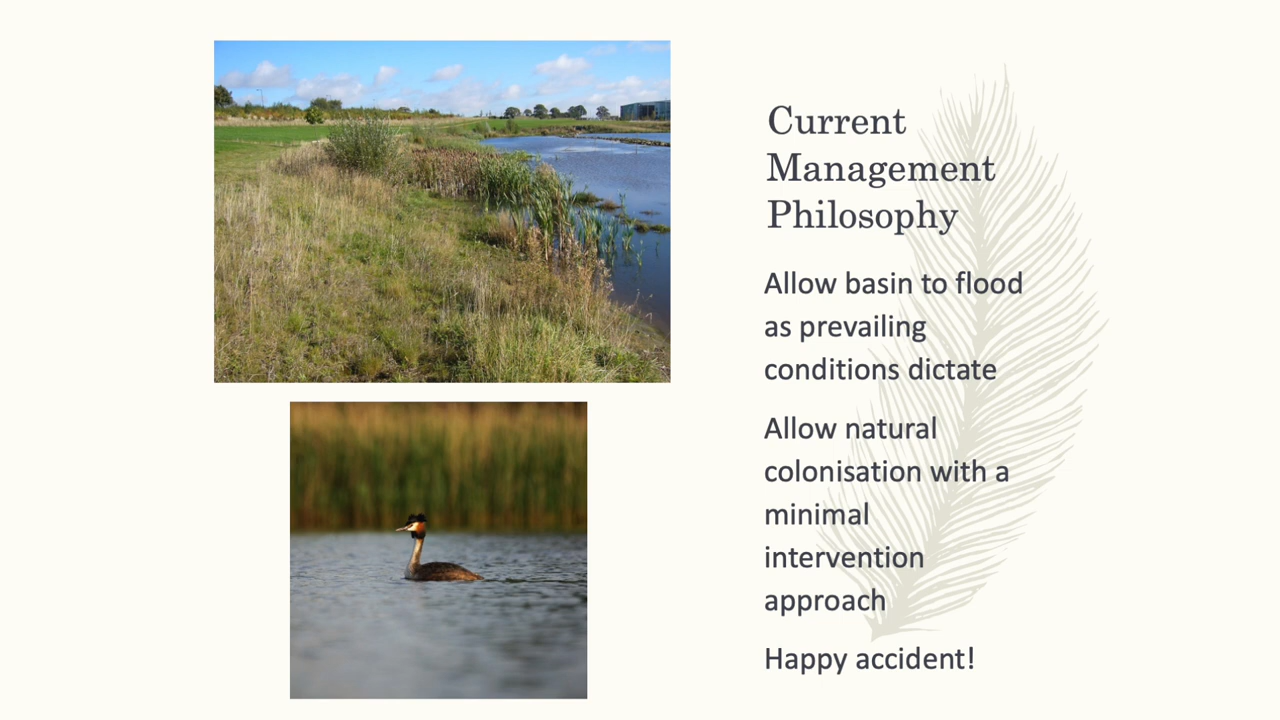 Current
Management
Philosophy
Allow basin to flood
as prevailing
conditions dictate
Allow natural
colonisation with a
minimal
intervention
approach
Happy accident!